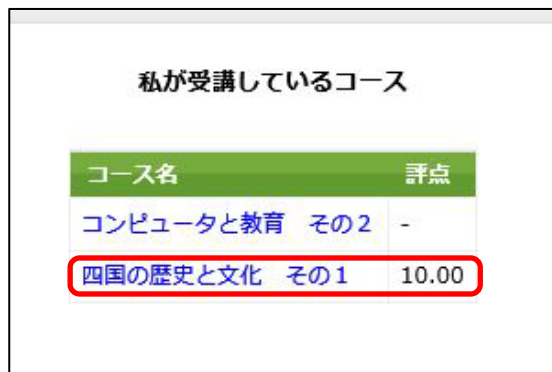 私が受講しているコース
コース名 評点
コンピュータと教育　その２ -
四国の歴史と文化　その１ 10.00